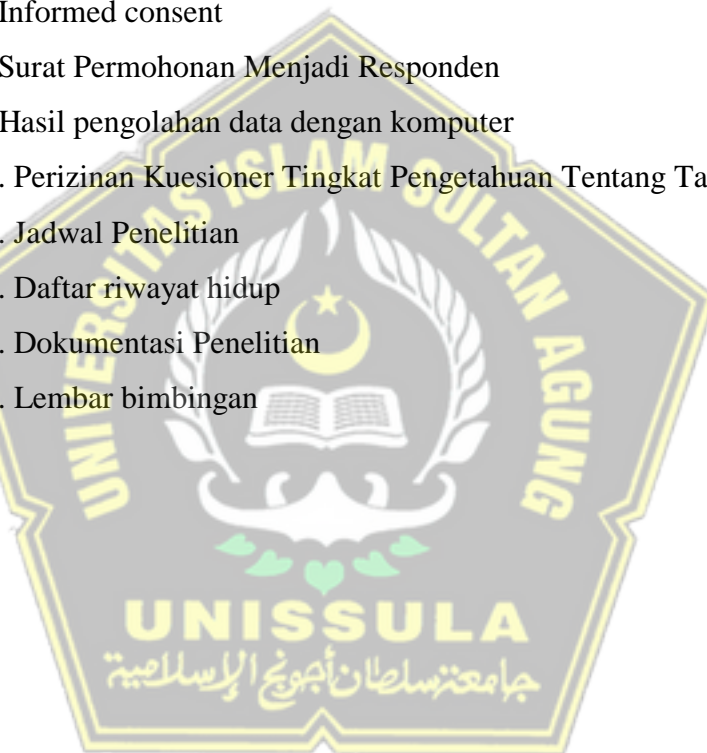 Informed consent
Surat Permohonan Menjadi Responden
Hasil pengolahan data dengan komputer
. Perizinan Kuesioner Tingkat Pengetahuan Tentang Ta
. Jadwal Penelitian
. Daftar riwayat hidup
. Dokumentasi Penelitian
. Lembar bimbingan
UNIVERSITAS ISLAM SULTAN AGUNG
UNISSULA
جامعة سلطان أجونج الإسلامية